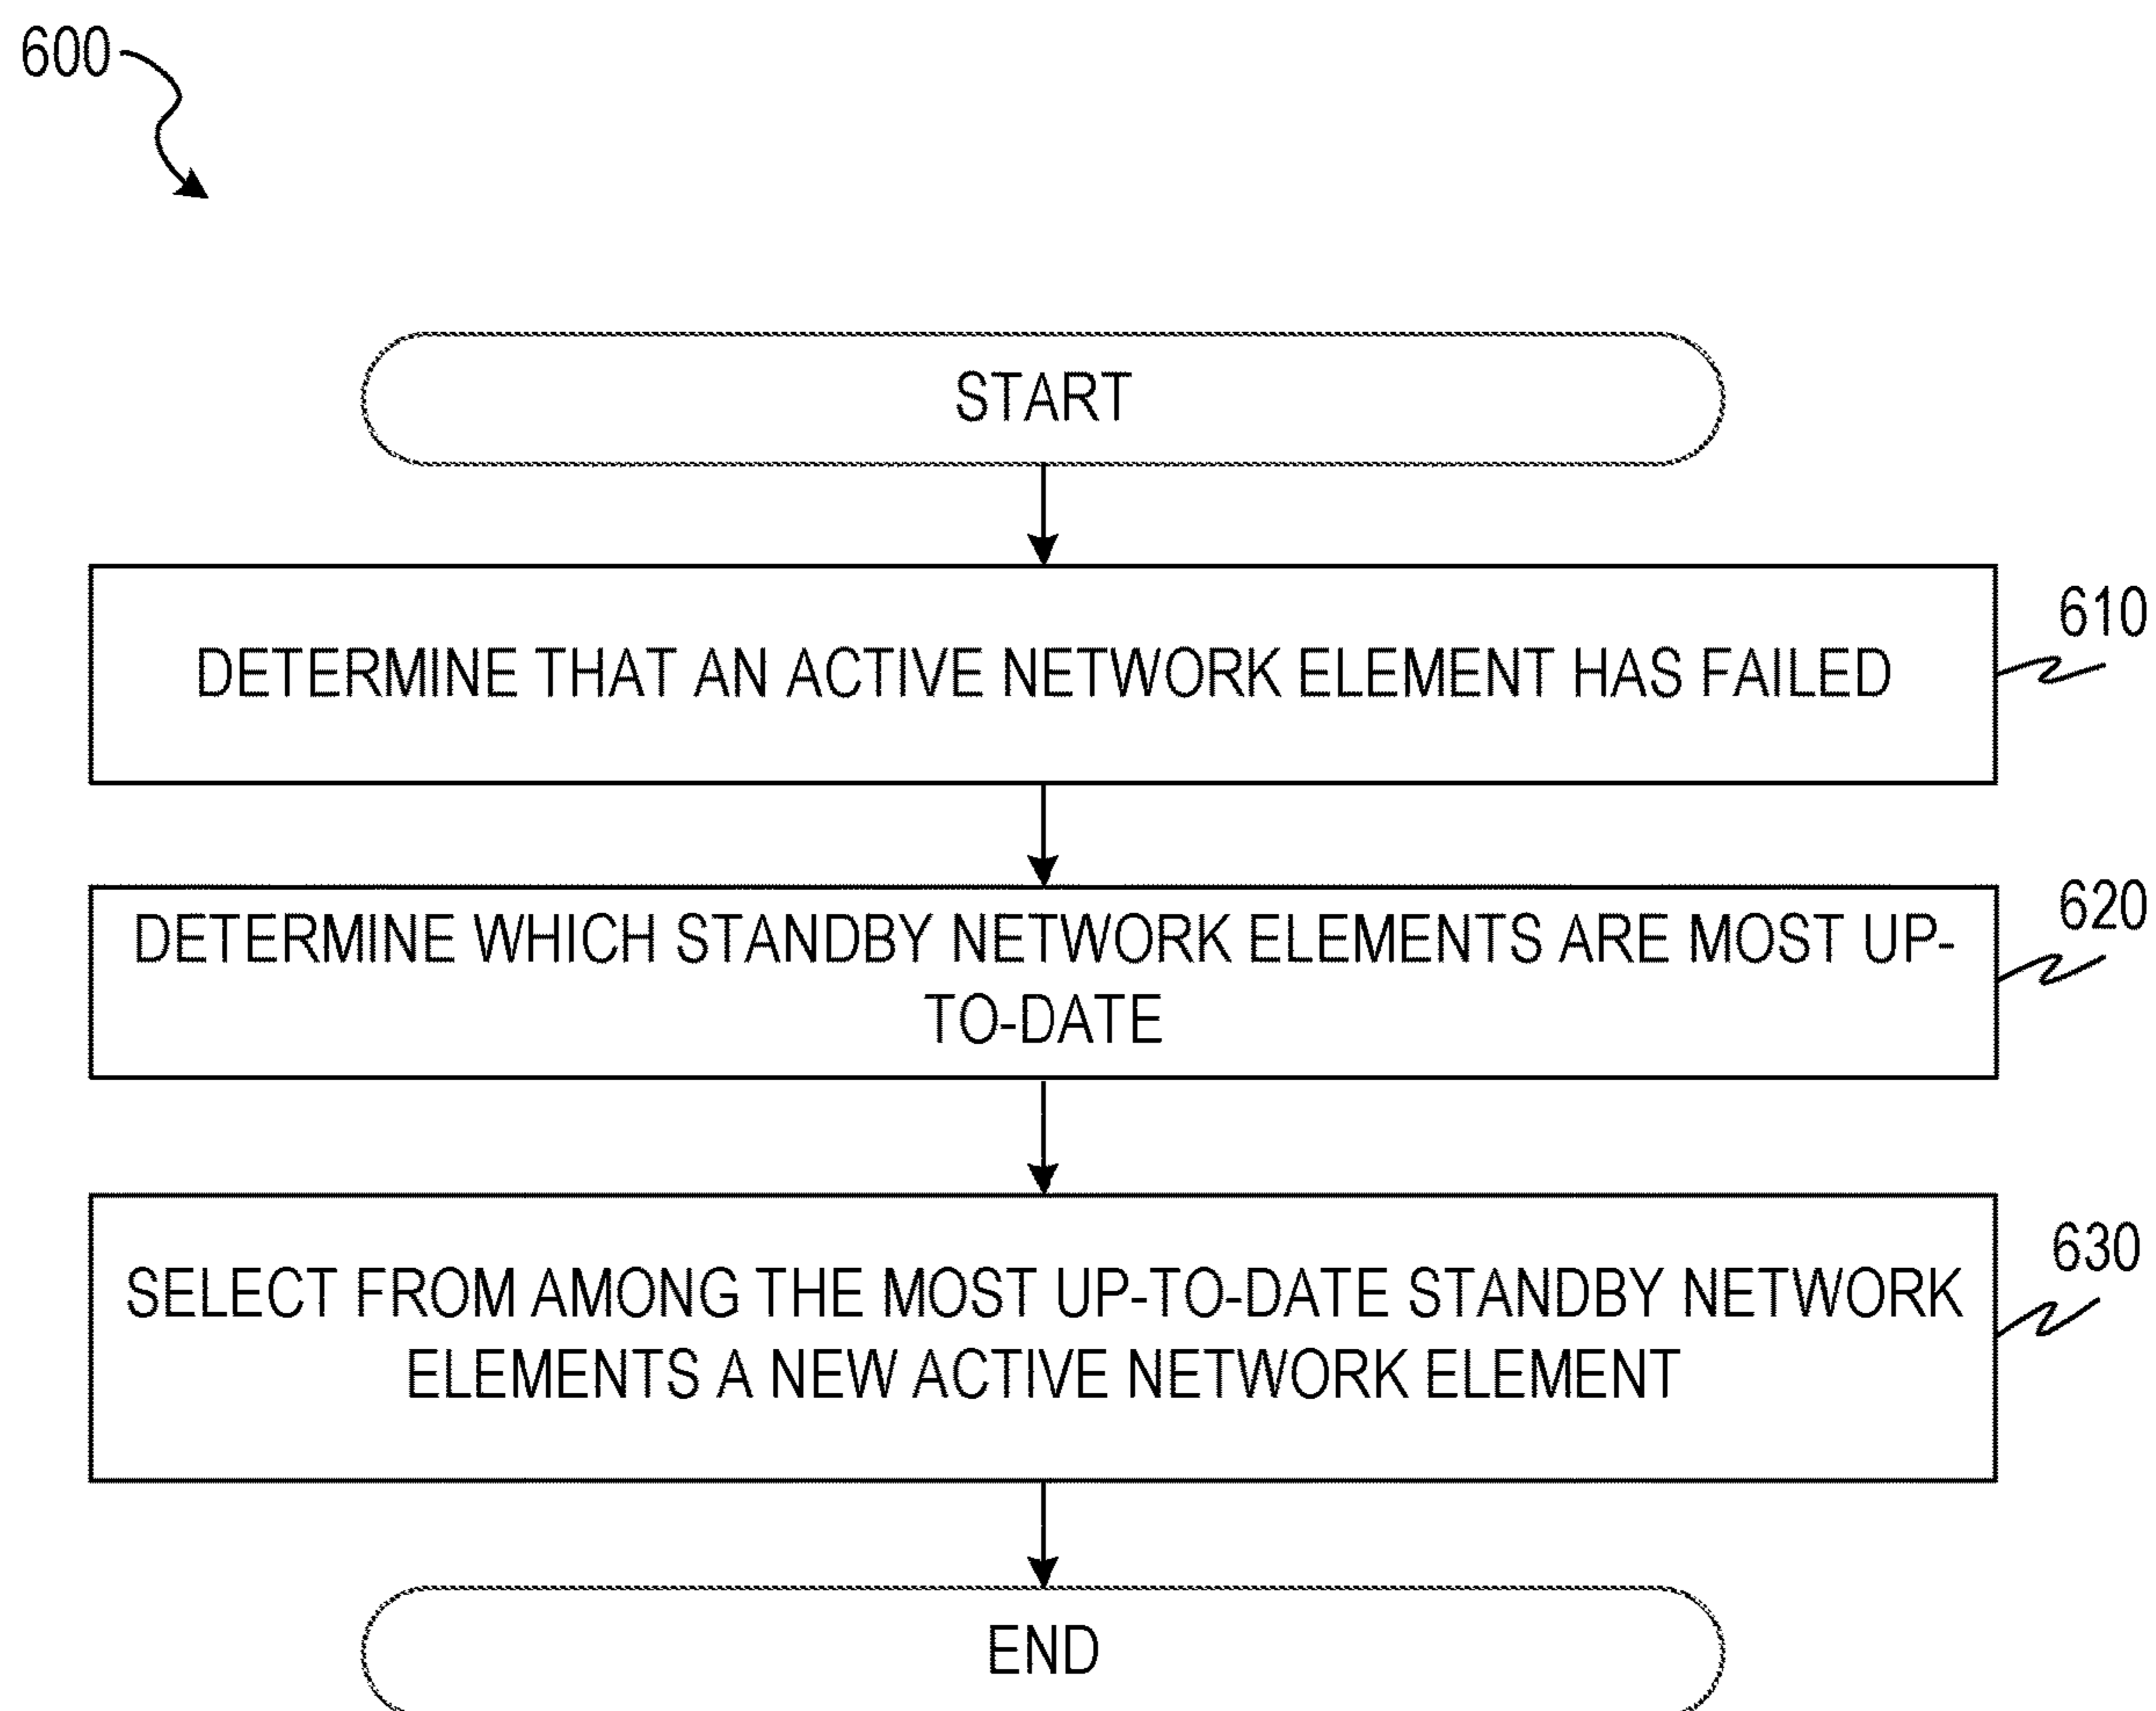 600
START
DETERMINE THAT AN ACTIVE NETWORK ELEMENT HAS FAILED
610
DETERMINE WHICH STANDBY NETWORK ELEMENTS ARE MOST UP-
TO-DATE
620
SELECT FROM AMONG THE MOST UP-TO-DATE STANDBY NETWORK
ELEMENTS A NEW ACTIVE NETWORK ELEMENT
630
END